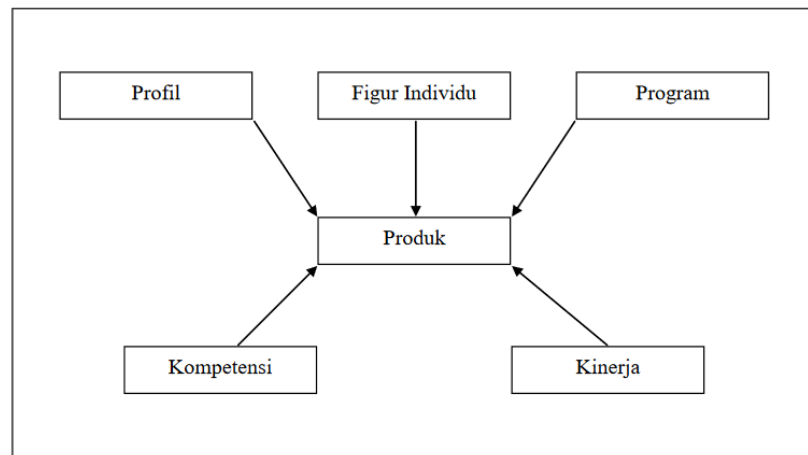 Profil
Figur Individu
Program
Produk
Kompetensi
Kinerja